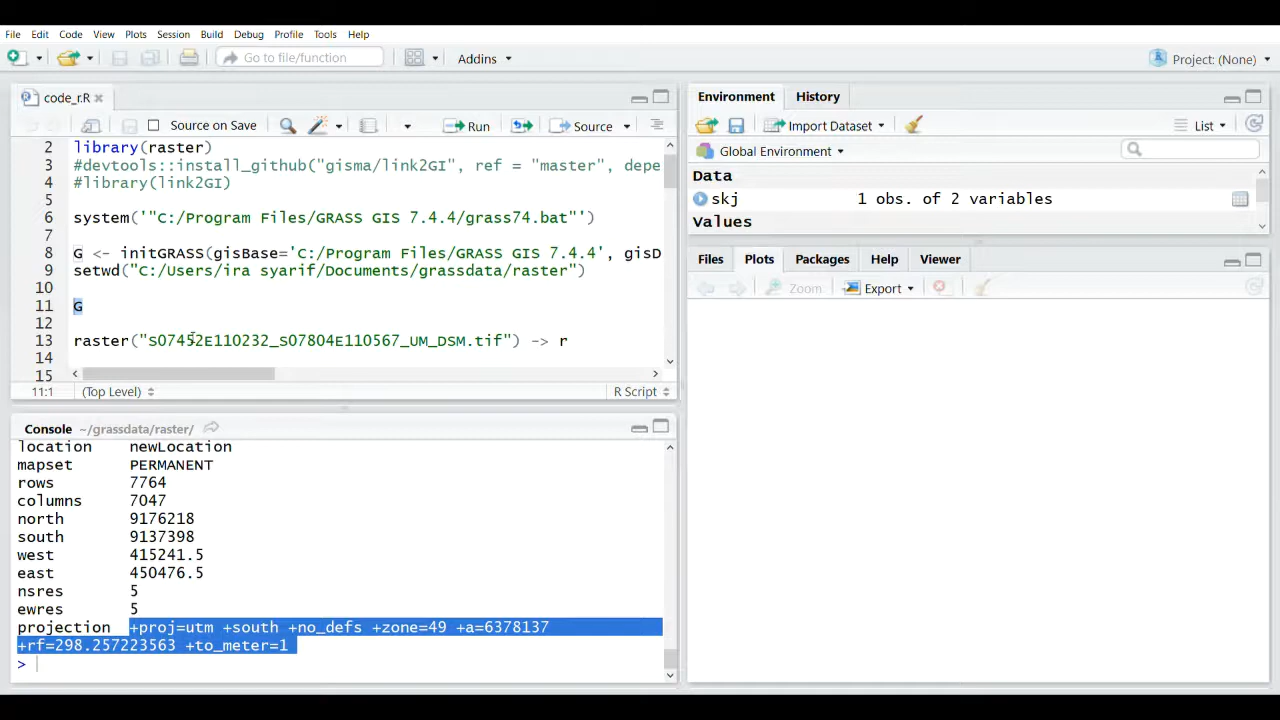 File Edit Code View Plots Session Build Debug Profile Tools Help
Go to file/function Addins Project: (None)
code_r.R
Source on Save Run Source
2 library(raster)
3 #devtools::install_github("gisma/link2GI", ref = "master", depe
4 #library(link2GI)
5
6 system('"C:/Program Files/GRASS GIS 7.4.4/grass74.bat"')
7
8 G <- initGRASS(gisBase='C:/Program Files/GRASS GIS 7.4.4', gisD
9 setwd("C:/Users/ira syarif/Documents/grassdata/raster")
10
11 G
12
13 raster("S07452E110232_S07804E110567_UM_DSM.tif") -> r
14
15
11:1 (Top Level) R Script
Console ~/grassdata/raster/
location newLocation
mapset PERMANENT
rows 7764
columns 7047
north 9176218
south 9137398
west 415241.5
east 450476.5
nsres 5
ewres 5
projection +proj=utm +south +no_defs +zone=49 +a=6378137
+rf=298.257223563 +to_meter=1
>
Environment History
Import Dataset List
Global Environment
Data
skj 1 obs. of 2 variables
Values
Files Plots Packages Help Viewer
Zoom Export